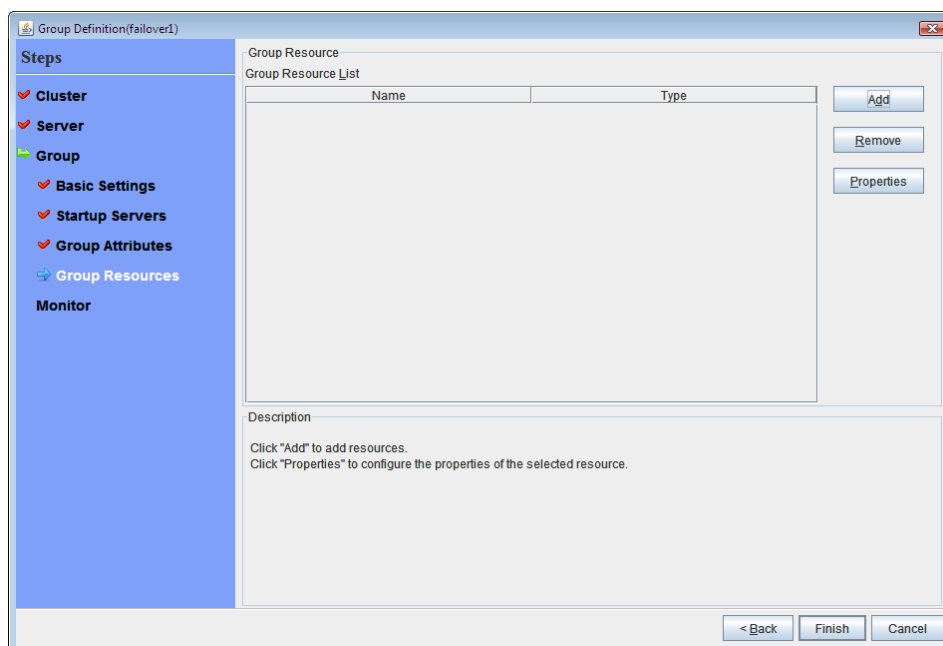 Group Definition(failover1)
Steps
Cluster
Server
Group
Basic Settings
Startup Servers
Group Attributes
Group Resources
Monitor
Group Resource
Group Resource List
Name Type
Add
Remove
Properties
Description
Click "Add" to add resources.
Click "Properties" to configure the properties of the selected resource.
< Back Finish Cancel